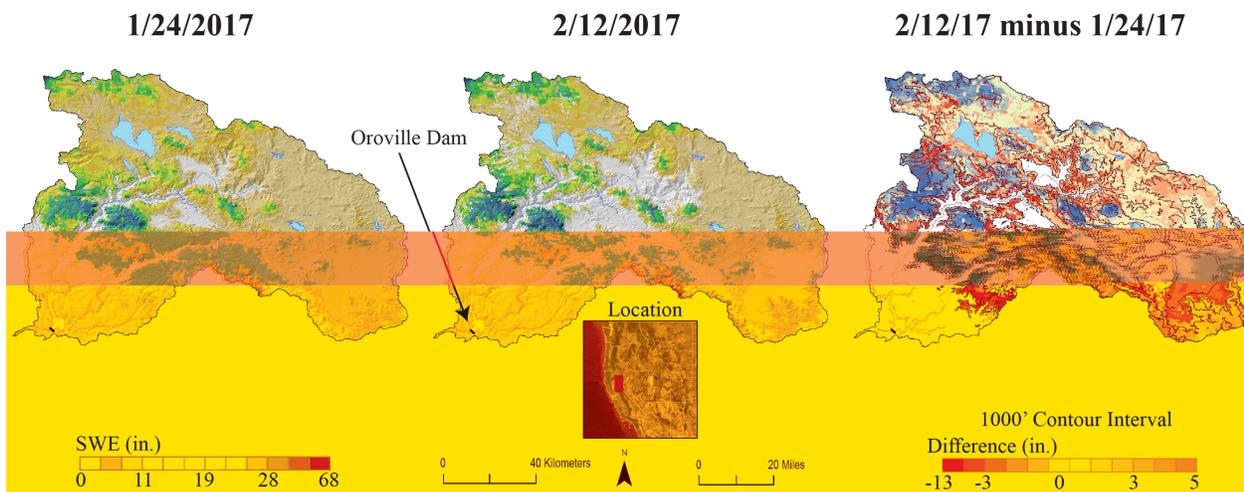 1/24/2017
2/12/2017
2/12/17 minus 1/24/17
Oroville Dam
Location
1000' Contour Interval
SWE (in.)
0 11 19 28 68
0 40 Kilometers
N
0 20 Miles
Difference (in.)
-13 -3 0 3 5